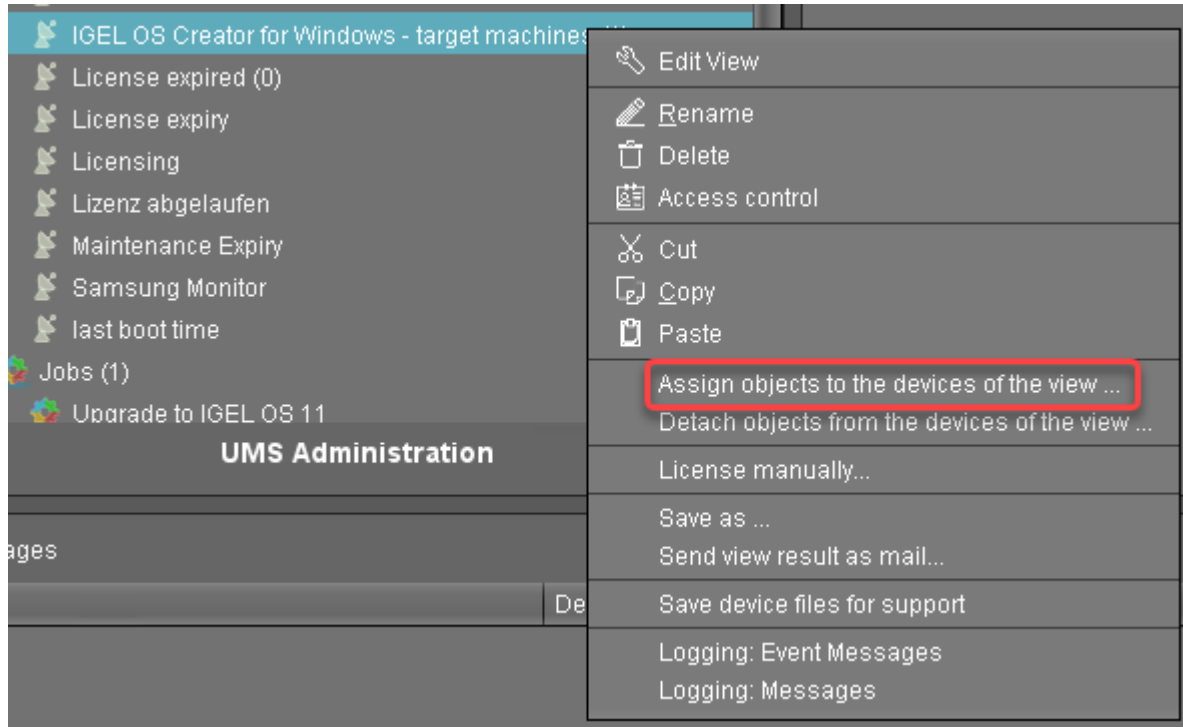 IGEL OS Creator for Windows - target machines
License expired (0)
License expiry
Licensing
Lizenz abgelaufen
Maintenance Expiry
Samsung Monitor
last boot time
Jobs (1)
Upgrade to IGEL OS 11
UMS Administration
ages
De
Edit View
Rename
Delete
Access control
Cut
Copy
Paste
Assign objects to the devices of the view ...
Detach objects from the devices of the view ...
License manually...
Save as ...
Send view result as mail...
Save device files for support
Logging: Event Messages
Logging: Messages